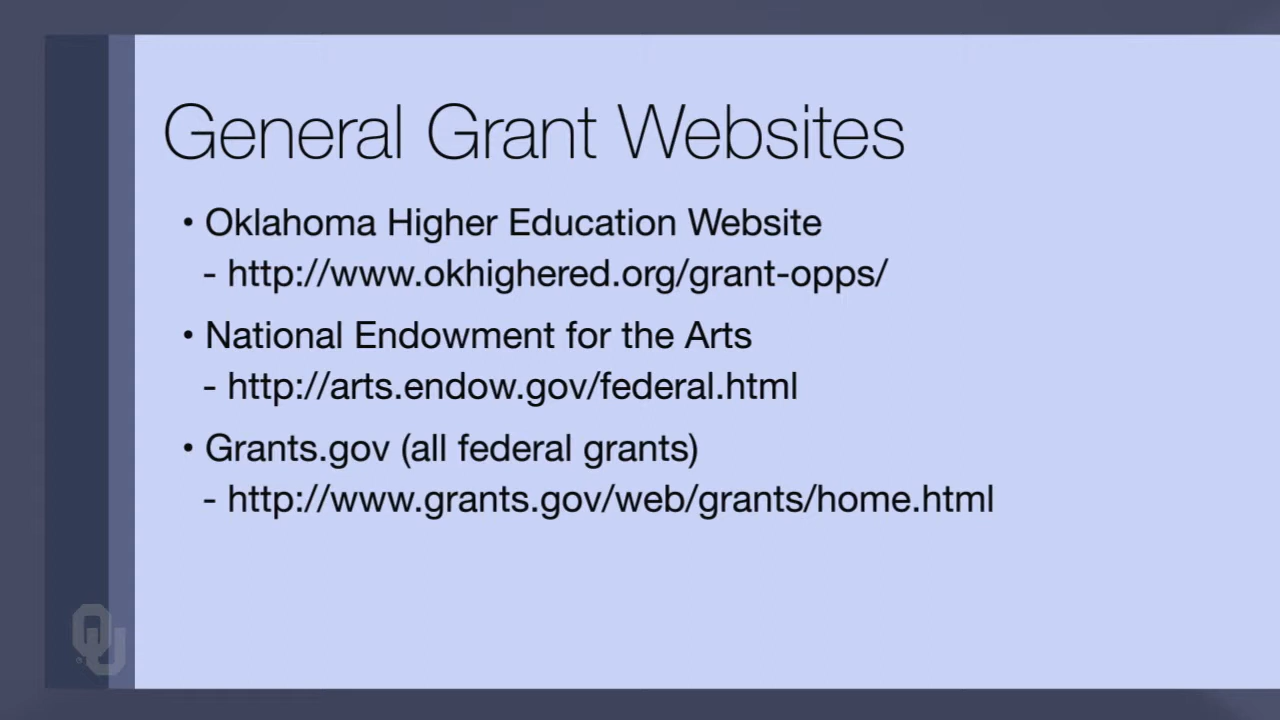 General Grant Websites
• Oklahoma Higher Education Website
- http://www.okhighered.org/grant-opps/
• National Endowment for the Arts
- http://arts.endow.gov/federal.html
• Grants.gov (all federal grants)
- http://www.grants.gov/web/grants/home.html
OU